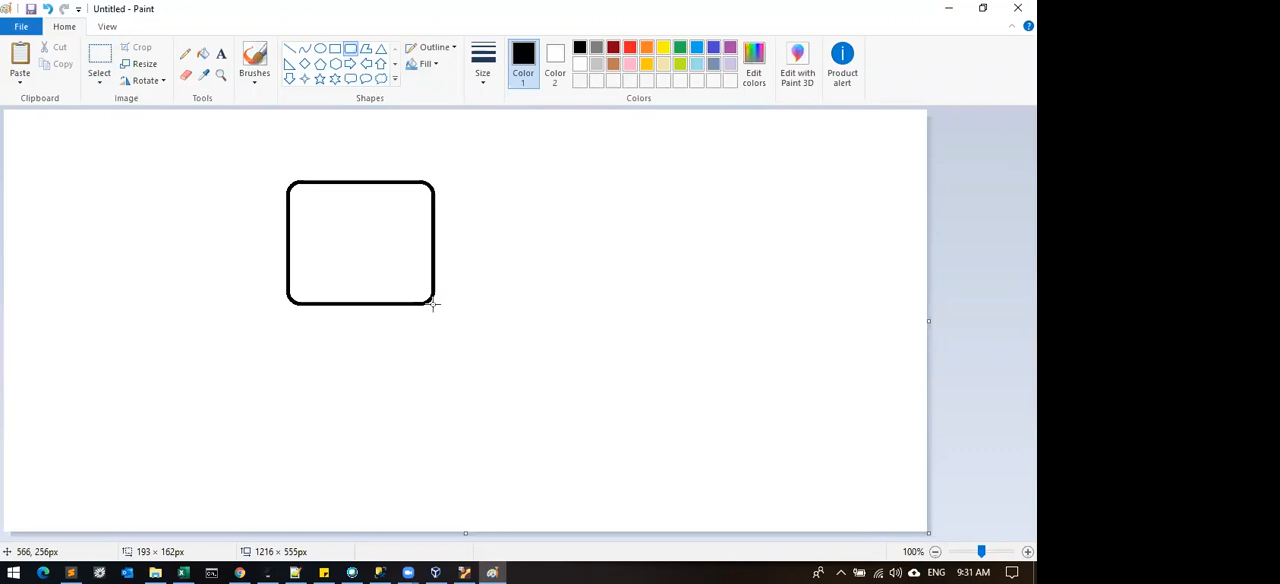 Untitled - Paint
File Home View
Paste
Cut
Copy
Clipboard
Select
Crop
Resize
Rotate
Image
Tools
Brushes
Outline
Fill
Shapes
Size
Color
1
Color
2
Edit
colors
Colors
Edit with
Paint 3D
Product
alert
566, 256px 193 × 162px 1216 × 555px 100%
ENG 9:31 AM